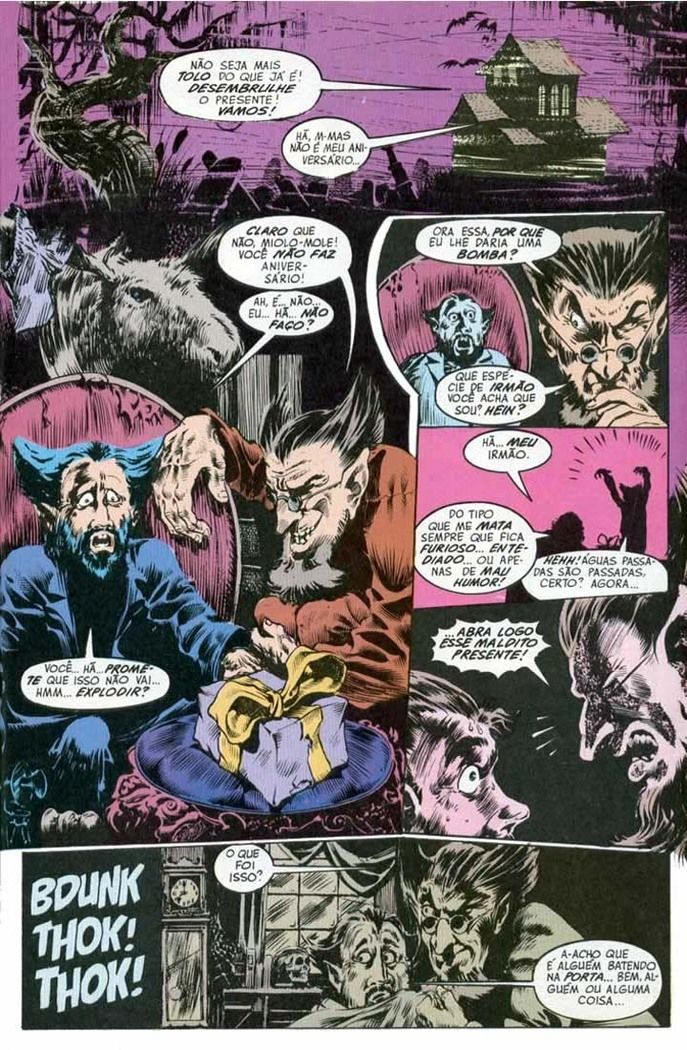 NÃO SEJA MAIS
TOLO DO QUE JÁ É!
DESEMBRULHE
O PRESENTE!
VAMOS!
HÃ, M-MAS
NÃO É MEU ANI-
VERSÁRIO...
CLARO QUE
NÃO, MIOLO-MOLE!
VOCÊ NÃO FAZ
ANIVER-
SÁRIO!
AH, É... NÃO...
EU... HÃ... NÃO
FAÇO?
VOCÊ... HÃ... PROME-
TE QUE ISSO NÃO VAI...
HMM... EXPLODIR?
ORA ESSA, POR QUE
EU LHE DARIA UMA
BOMBA?
QUE ESPÉ-
CIE DE IRMÃO
VOCÊ ACHA QUE
SOU? HEIN?
HÃ... MEU
IRMÃO.
DO TIPO
QUE ME MATA
SEMPRE QUE FICA
FURIOSO... ENTE-
DIADO... OU APE-
NAS DE MAU
HUMOR!
HEHH! ÁGUAS PASSA-
DAS SÃO PASSADAS,
CERTO? AGORA...
...ABRA LOGO
ESSE MALDITO
PRESENTE!
BDUNK
THOK!
THOK!
O QUE
FOI
ISSO?
A-ACHO QUE
É ALGUÉM BATENDO
NA PORTA... BEM, AL-
GUÉM OU ALGUMA
COISA...